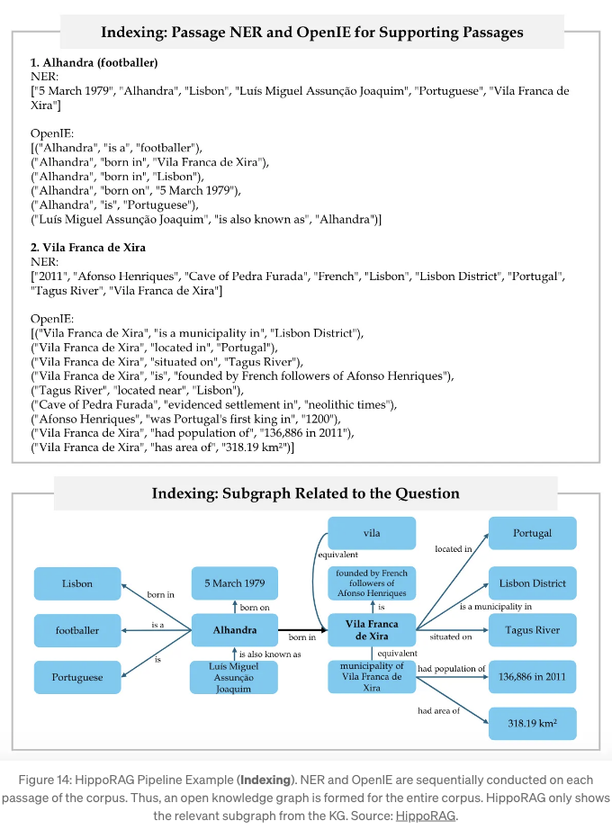 Indexing: Passage NER and OpenIE for Supporting Passages
1. Alhandra (footballer)
NER:
["5 March 1979", "Alhandra", "Lisbon", "Luís Miguel Assunção Joaquim", "Portuguese", "Vila Franca de
Xira"]
OpenIE:
[("Alhandra", "is a", "footballer"),
("Alhandra", "born in", "Vila Franca de Xira"),
("Alhandra", "born in", "Lisbon"),
("Alhandra", "born on", "5 March 1979"),
("Alhandra", "is", "Portuguese"),
("Luís Miguel Assunção Joaquim", "is also known as", "Alhandra")]
2. Vila Franca de Xira
NER:
["2011", "Afonso Henriques", "Cave of Pedra Furada", "French", "Lisbon", "Lisbon District", "Portugal",
"Tagus River", "Vila Franca de Xira"]
OpenIE:
[("Vila Franca de Xira", "is a municipality in", "Lisbon District"),
("Vila Franca de Xira", "located in", "Portugal"),
("Vila Franca de Xira", "situated on", "Tagus River"),
("Vila Franca de Xira", "is", "founded by French followers of Afonso Henriques"),
("Tagus River", "located near", "Lisbon"),
("Cave of Pedra Furada", "evidenced settlement in", "neolithic times"),
("Afonso Henriques", "was Portugal's first king in", "1200"),
("Vila Franca de Xira", "had population of", "136,886 in 2011"),
("Vila Franca de Xira", "has area of", "318.19 km²")]
Indexing: Subgraph Related to the Question
vila
Portugal
located in
equivalent
Lisbon
5 March 1979
founded by French
followers of
Afonso Henriques
Lisbon District
born in
born on
is
is a municipality in
footballer
is a
Alhandra
born in
Vila Franca
de Xira
situated on
Tagus River
is
is also known as
equivalent
Portuguese
Luís Miguel
Assunção
Joaquim
municipality of
Vila Franca de
Xira
had population of
136,886 in 2011
had area of
318.19 km²
Figure 14: HippoRAG Pipeline Example (Indexing). NER and OpenIE are sequentially conducted on each
passage of the corpus. Thus, an open knowledge graph is formed for the entire corpus. HippoRAG only shows
the relevant subgraph from the KG. Source: HippoRAG.